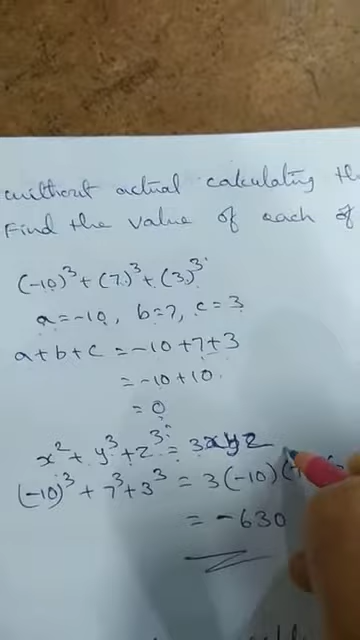 without actual calculating the
Find the value of each of
(-10)³ + (7)³ + (3)³
a = -10, b = 7, c = 3
a + b + c = -10 + 7 + 3
= -10 + 10
= 0
x² + y³ + z³ = 3xyz
(-10)³ + 7³ + 3³ = 3(-10)(
= -630